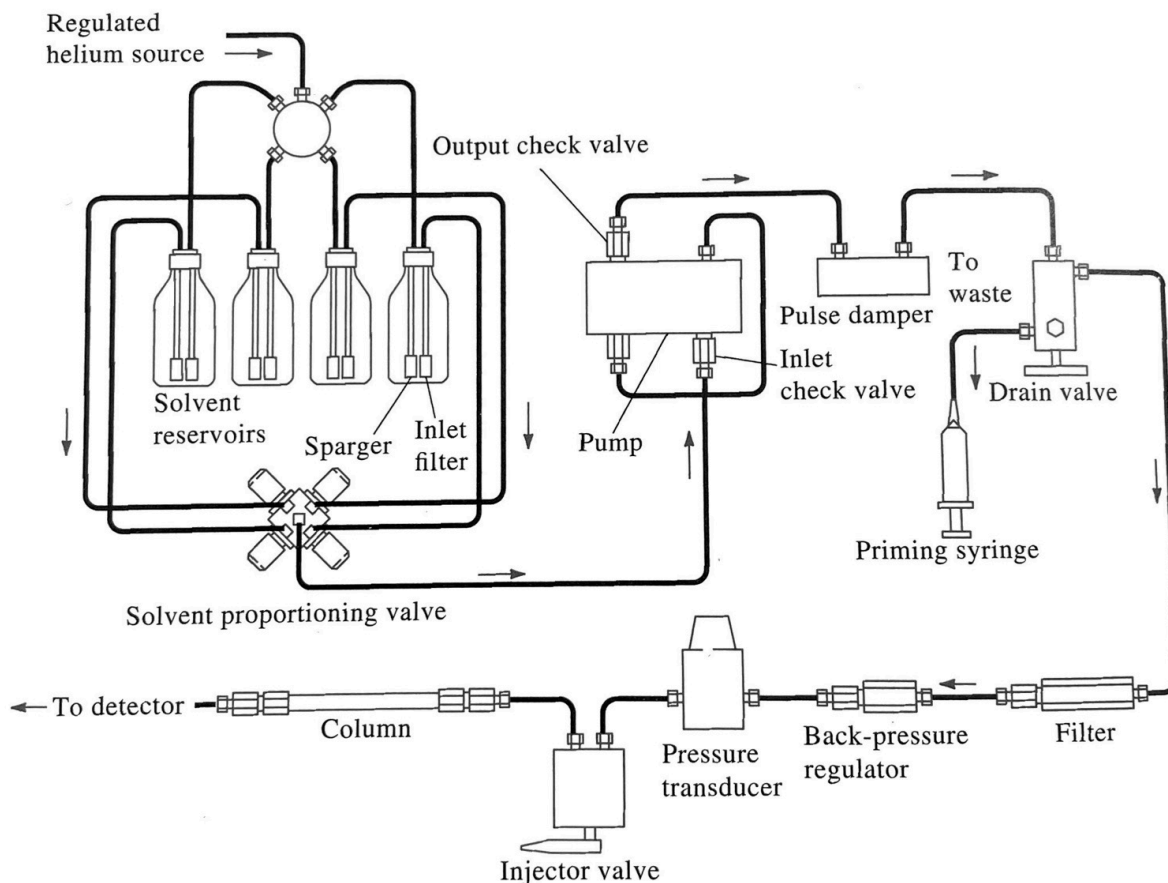 Regulated
helium source
Output check valve
To
waste
Pulse damper
Inlet
check valve
Drain valve
Solvent
reservoirs
Sparger
Inlet
filter
Pump
Priming syringe
Solvent proportioning valve
To detector
Column
Pressure
transducer
Back-pressure
regulator
Filter
Injector valve